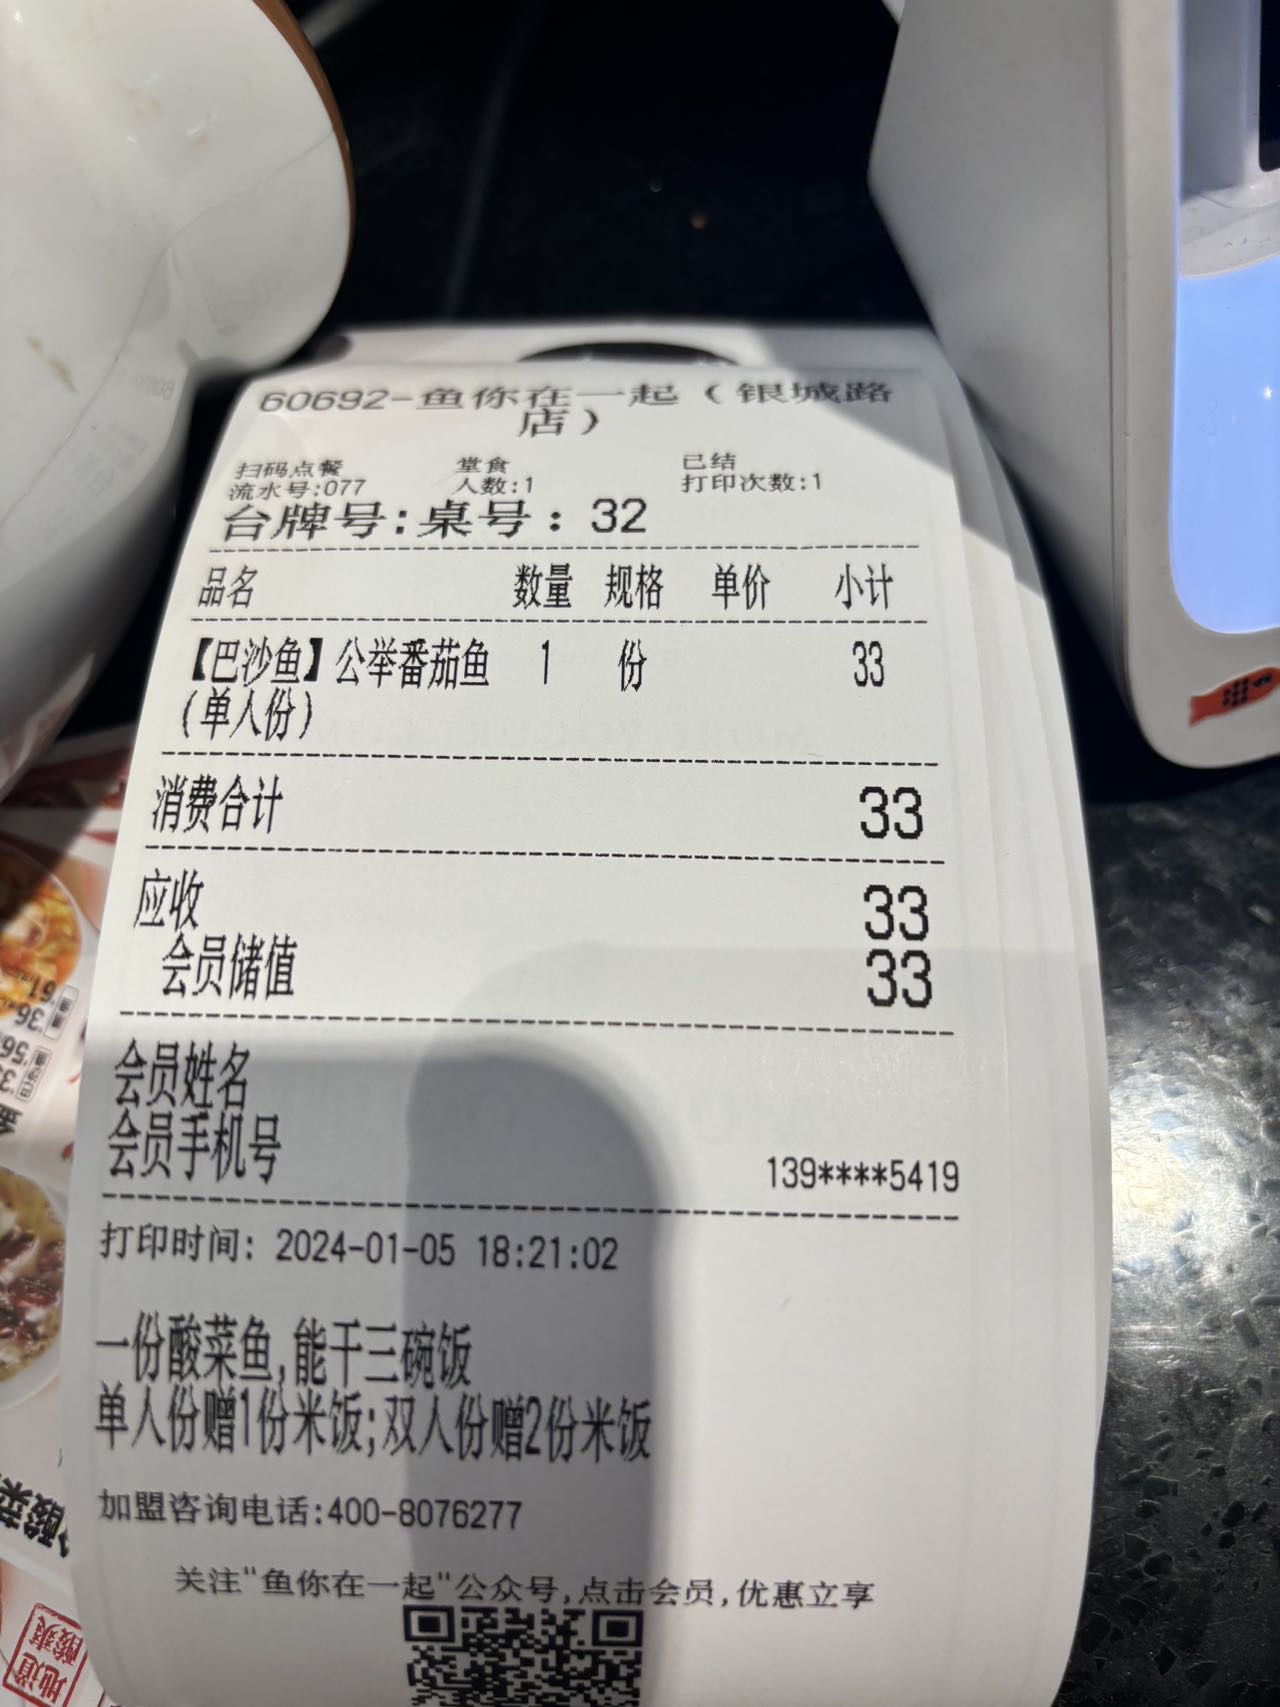 60692-鱼你在一起（银城路
店）
扫码点餐 堂食 已结
流水号:077 人数:1 打印次数:1
台牌号:桌号：32
品名 数量 规格 单价 小计
【巴沙鱼】公举番茄鱼 1 份 33
(单人份)
消费合计 33
应收 33
会员储值 33
会员姓名
会员手机号 139****5419
打印时间: 2024-01-05 18:21:02
一份酸菜鱼,能干三碗饭
单人份赠1份米饭;双人份赠2份米饭
加盟咨询电话:400-8076277
关注"鱼你在一起"公众号,点击会员,优惠立享
地道
酸爽